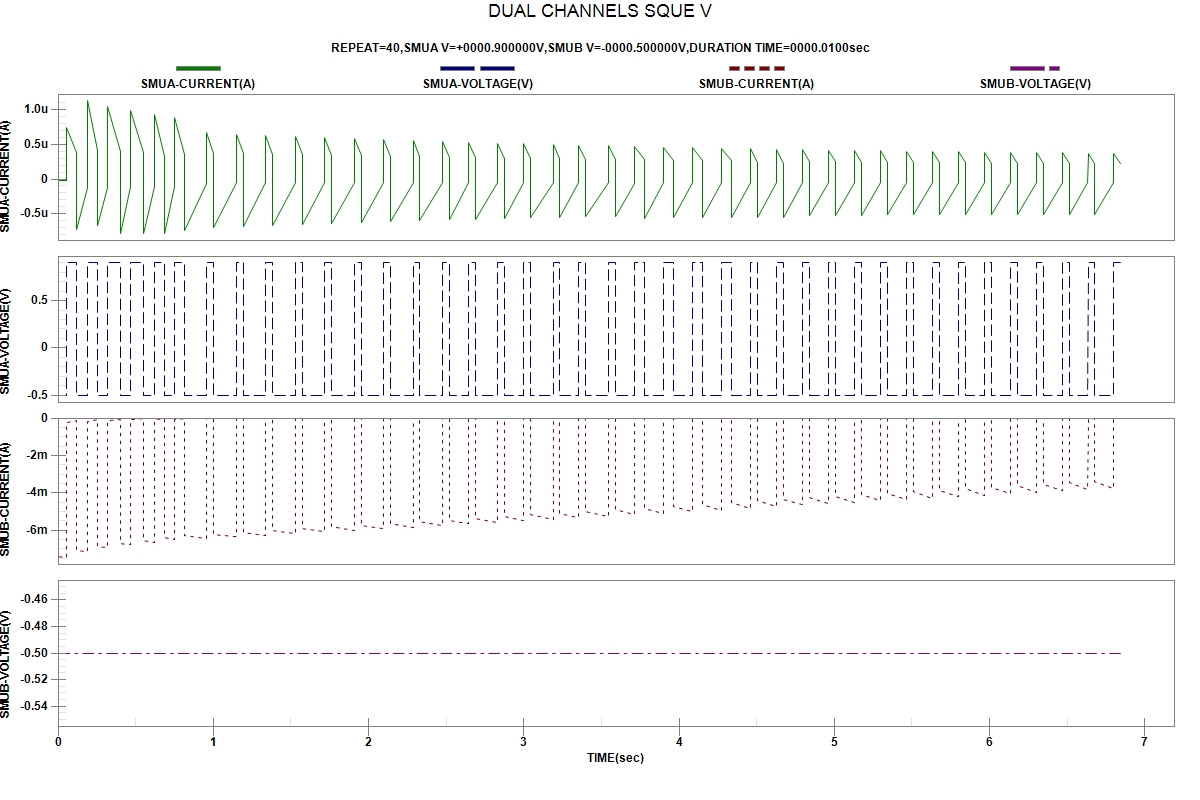 DUAL CHANNELS SQUE V
REPEAT=40,SMUA V=+0000.900000V,SMUB V=-0000.500000V,DURATION TIME=0000.0100sec
SMUA-CURRENT(A) SMUA-VOLTAGE(V) SMUB-CURRENT(A) SMUB-VOLTAGE(V)
SMUA-CURRENT(A)
1.0u
0.5u
0
-0.5u
SMUA-VOLTAGE(V)
0.5
0
-0.5
SMUB-CURRENT(A)
0
-2m
-4m
-6m
SMUB-VOLTAGE(V)
-0.46
-0.48
-0.50
-0.52
-0.54
0 1 2 3 4 5 6 7
TIME(sec)